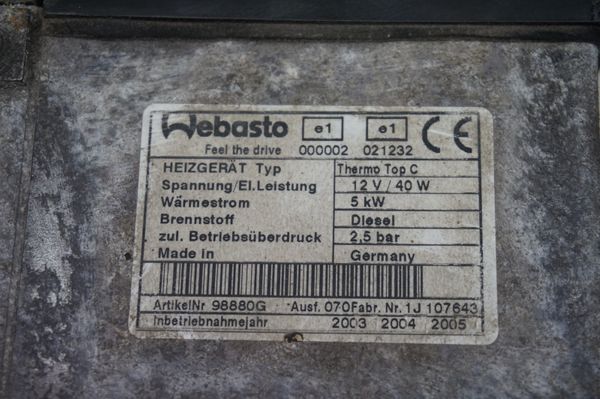 Webasto e1 e1 CE
Feel the drive 000002 021232
HEIZGERÄT Typ Thermo Top C
Spannung/El.Leistung 12 V / 40 W
Wärmestrom 5 kW
Brennstoff Diesel
zul. Betriebsüberdruck 2,5 bar
Made in Germany
ArtikelNr 98880G Ausf. 070 Fabr. Nr. 1J 107643
Inbetriebnahmejahr 2003 2004 2005